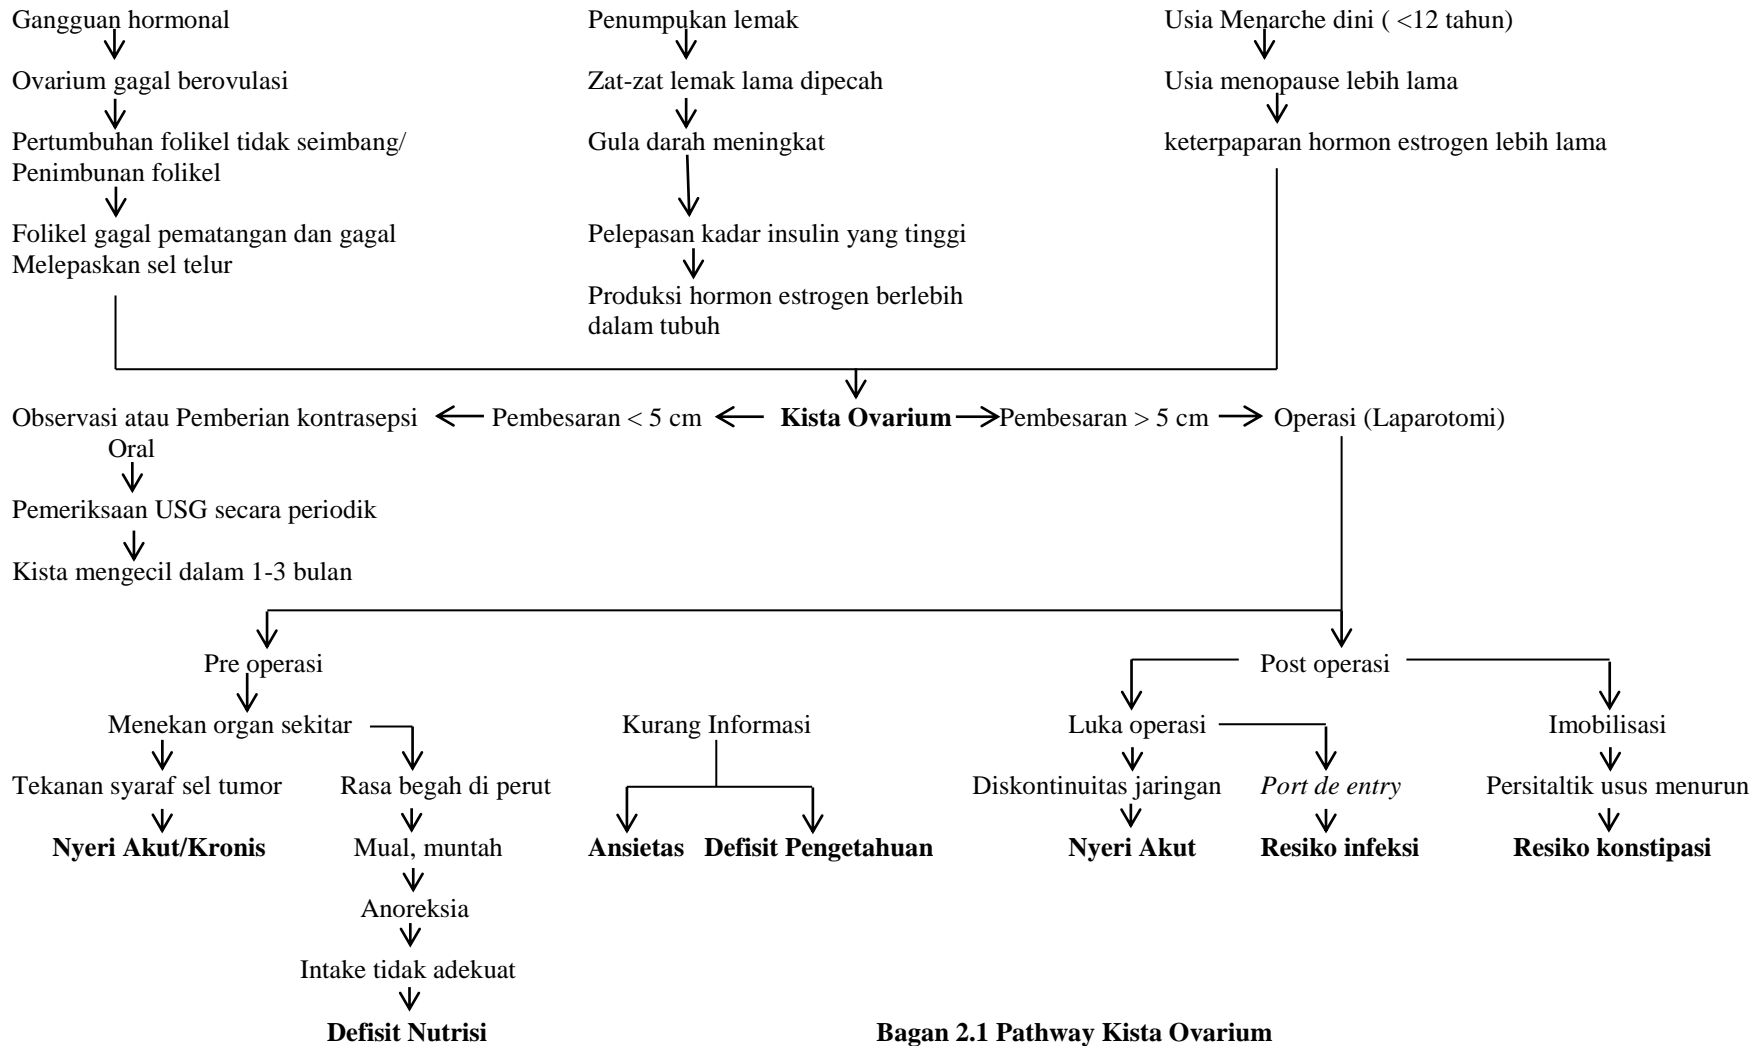 Gangguan hormonal
Penumpukan lemak
Usia Menarche dini ( <12 tahun)
Ovarium gagal berovulasi
Zat-zat lemak lama dipecah
Usia menopause lebih lama
Pertumbuhan folikel tidak seimbang/
Penimbunan folikel
Gula darah meningkat
keterpaparan hormon estrogen lebih lama
Folikel gagal pematangan dan gagal
Melepaskan sel telur
Pelepasan kadar insulin yang tinggi
Produksi hormon estrogen berlebih
dalam tubuh
Observasi atau Pemberian kontrasepsi
Oral
Pembesaran < 5 cm
Kista Ovarium
Pembesaran > 5 cm
Operasi (Laparotomi)
Pemeriksaan USG secara periodik
Kista mengecil dalam 1-3 bulan
Pre operasi
Post operasi
Menekan organ sekitar
Kurang Informasi
Luka operasi
Imobilisasi
Tekanan syaraf sel tumor
Rasa begah di perut
Diskontinuitas jaringan
Port de entry
Persitaltik usus menurun
Nyeri Akut/Kronis
Mual, muntah
Ansietas
Defisit Pengetahuan
Nyeri Akut
Resiko infeksi
Resiko konstipasi
Anoreksia
Intake tidak adekuat
Defisit Nutrisi
Bagan 2.1 Pathway Kista Ovarium